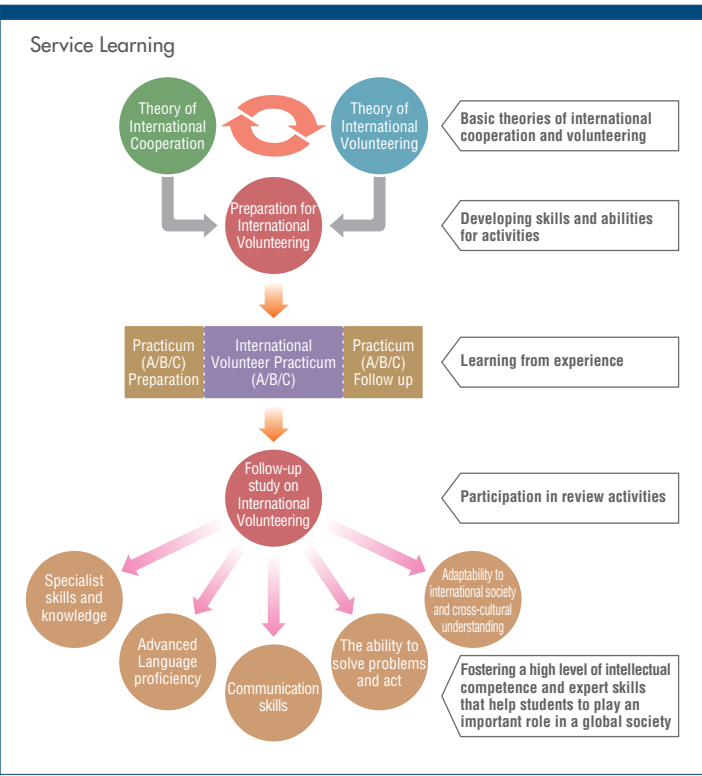 Service Learning
Theory of
International
Cooperation
Theory of
International
Volunteering
Basic theories of international
cooperation and volunteering
Preparation for
International
Volunteering
Developing skills and abilities
for activities
Practicum
(A/B/C)
Preparation
International
Volunteer Practicum
(A/B/C)
Practicum
(A/B/C)
Follow up
Learning from experience
Follow-up
study on
International
Volunteering
Participation in review activities
Specialist
skills and
knowledge
Advanced
Language
proficiency
Communication
skills
The ability to
solve problems
and act
Adaptability to
international society
and cross-cultural
understanding
Fostering a high level of intellectual
competence and expert skills
that help students to play an
important role in a global society